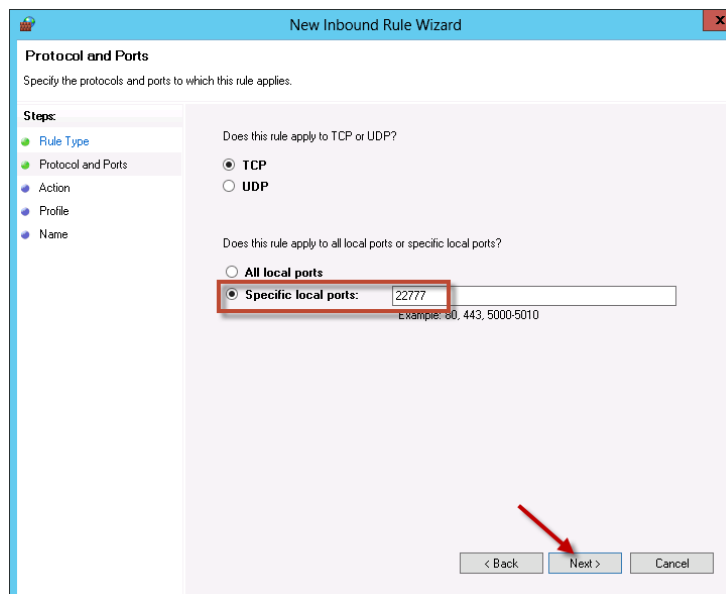 New Inbound Rule Wizard
x
Protocol and Ports
Specify the protocols and ports to which this rule applies.
Steps:
Rule Type
Protocol and Ports
Action
Profile
Name
Does this rule apply to TCP or UDP?
TCP
UDP
Does this rule apply to all local ports or specific local ports?
All local ports
Specific local ports: 22777
Example: 80, 443, 5000-5010
< Back Next > Cancel